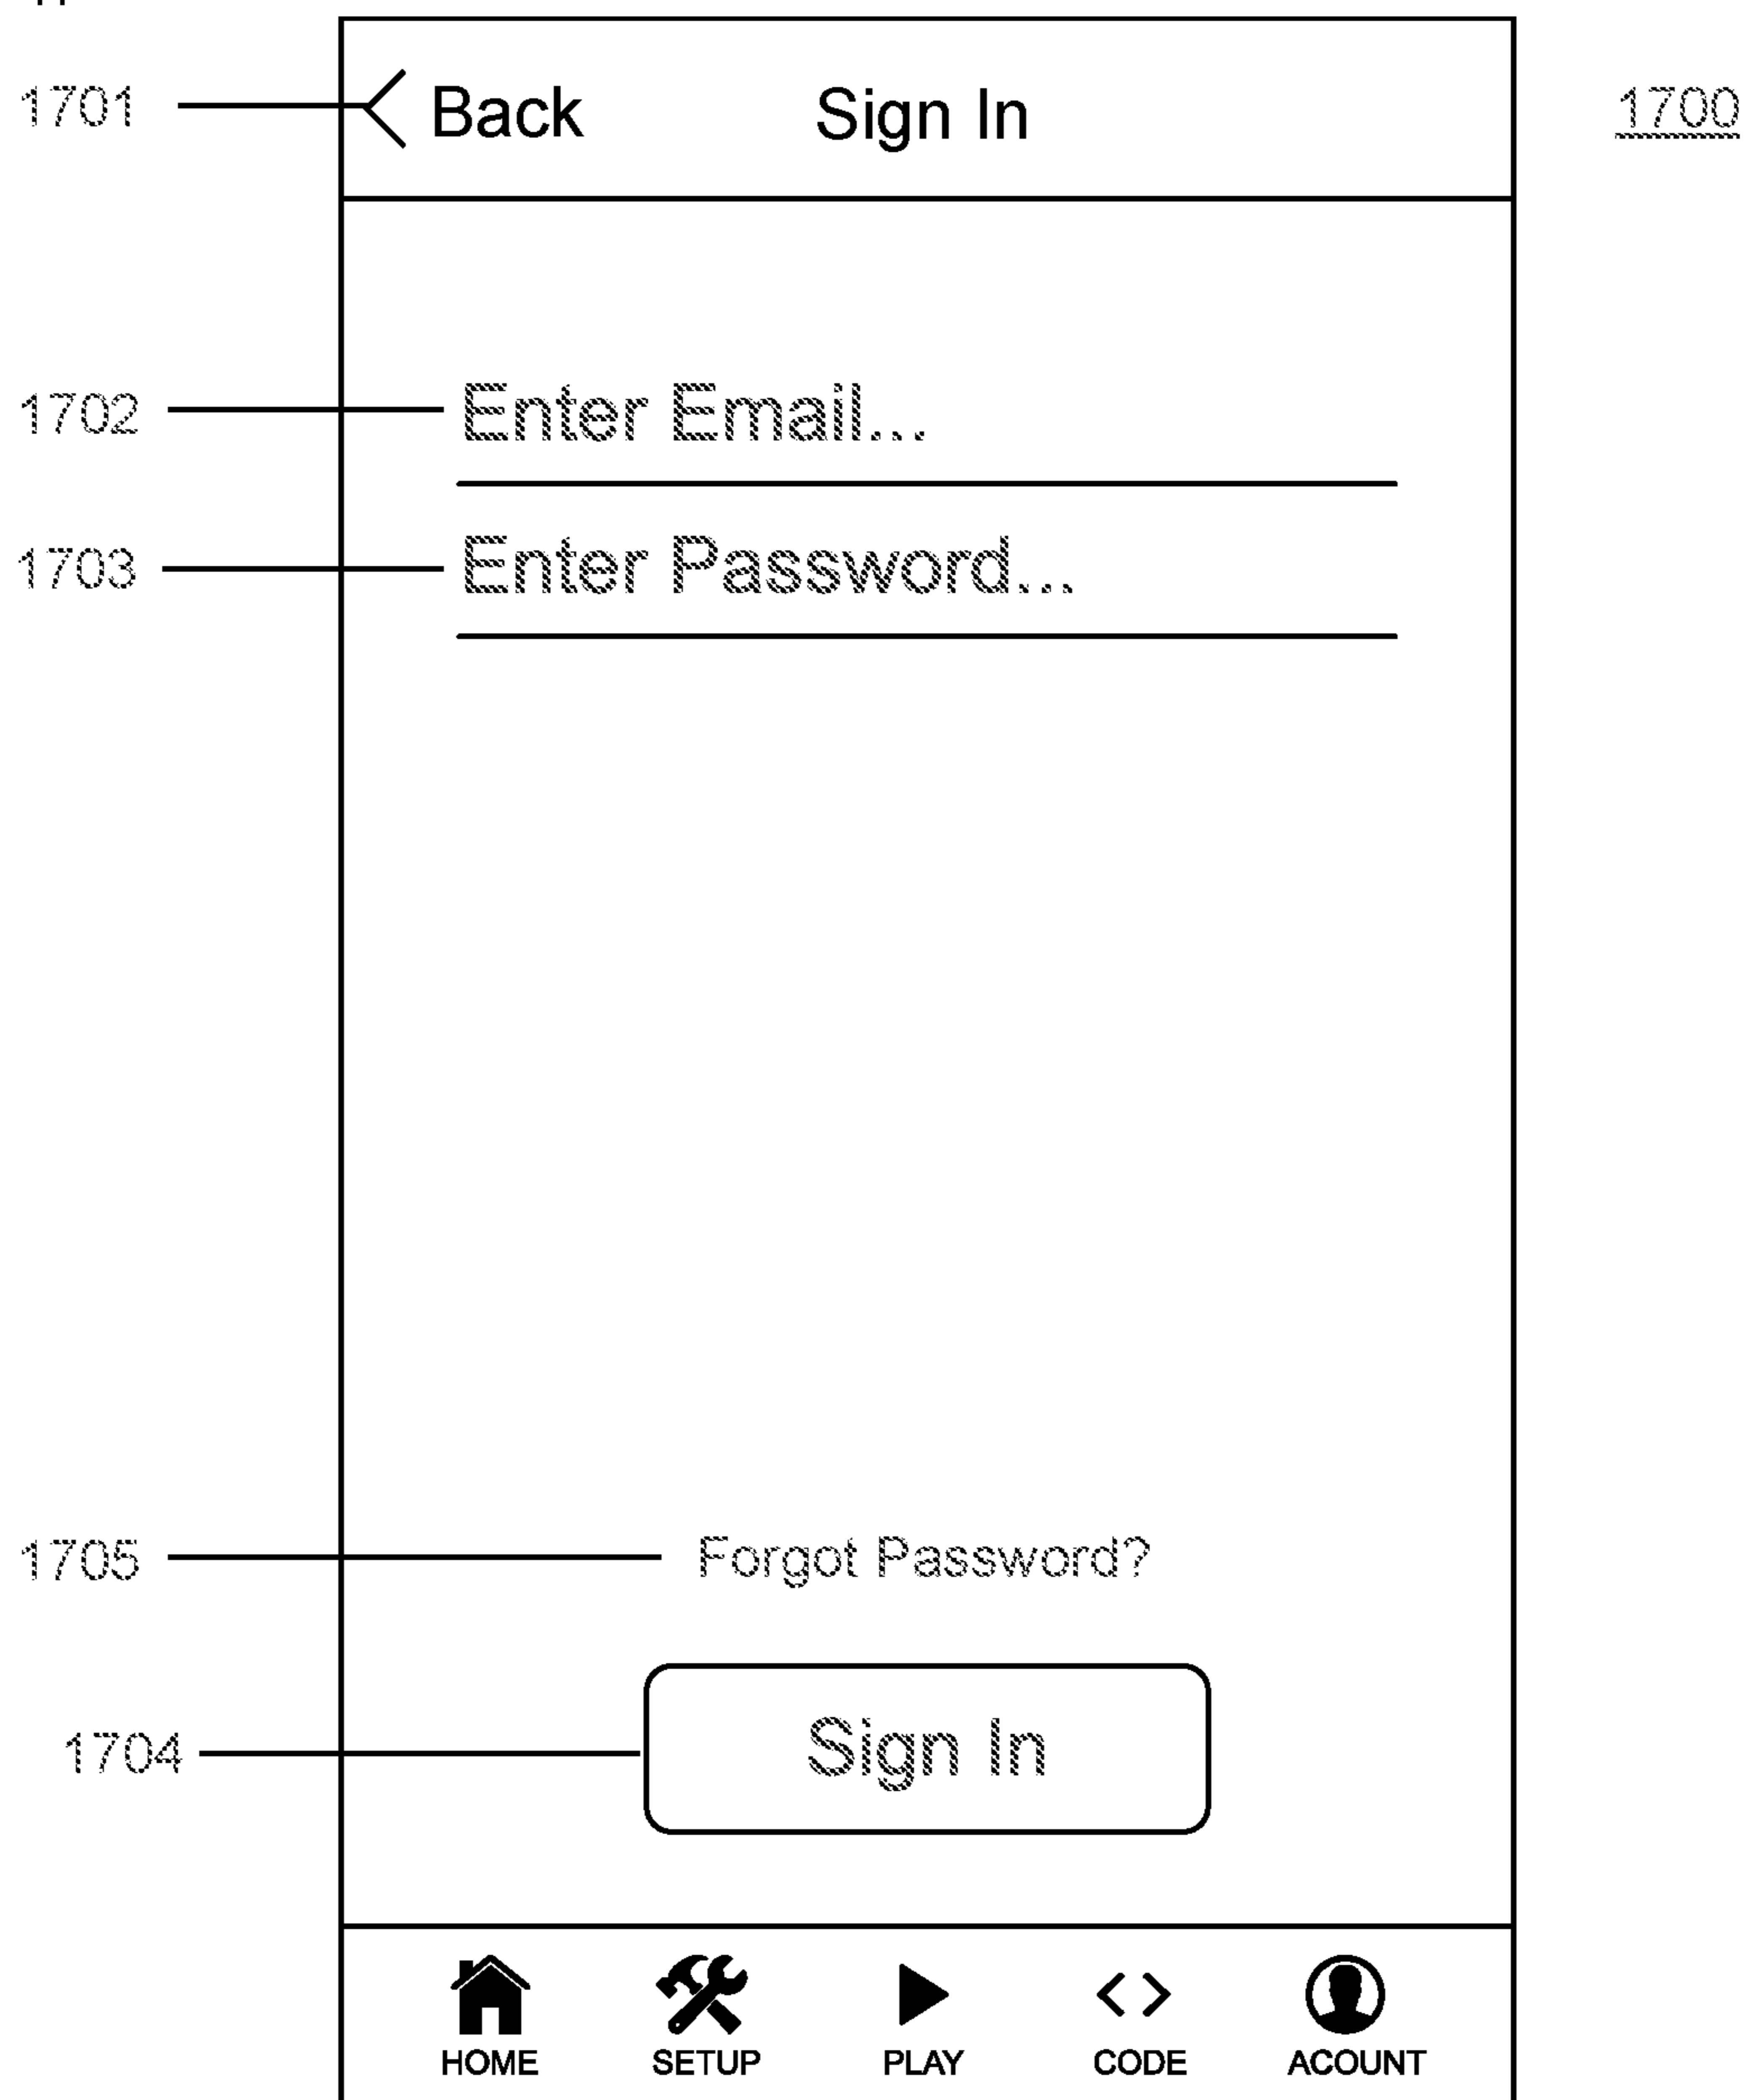 1701 Back Sign In 1700
1702 Enter Email...
1703 Enter Password...
1705 Forgot Password?
1704 Sign In
HOME SETUP PLAY CODE ACOUNT